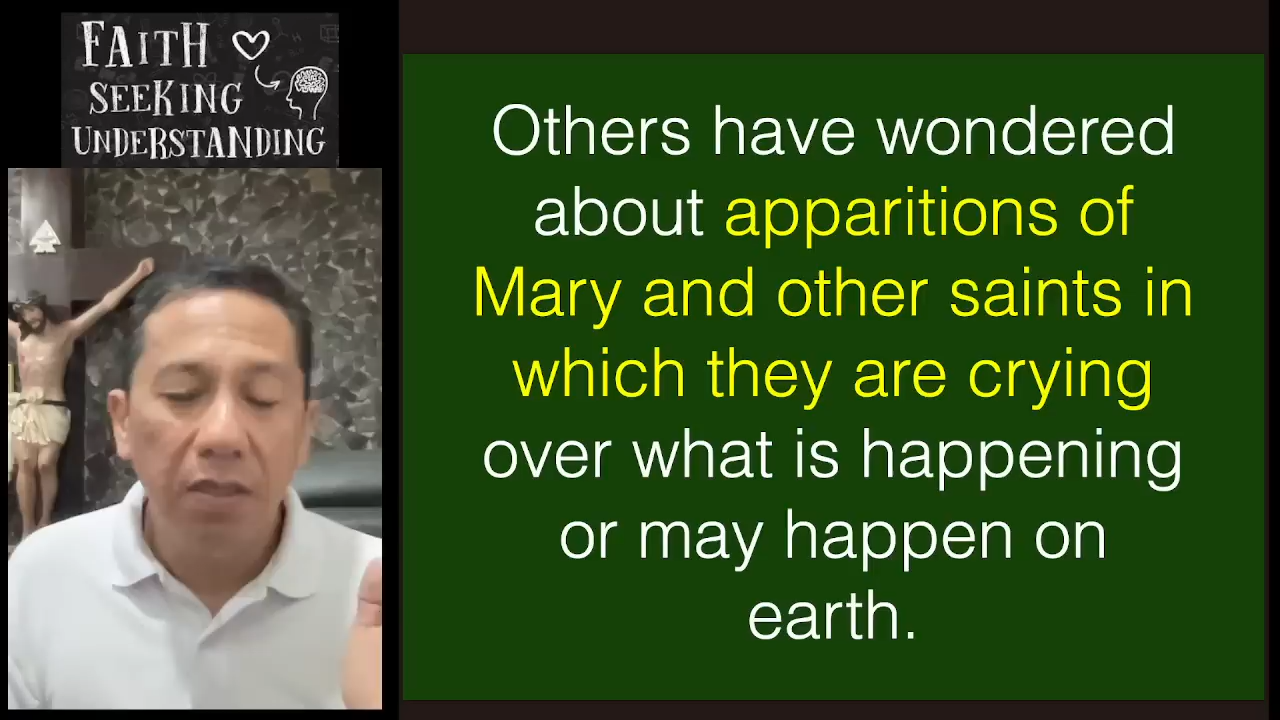 FAITH
SEEKING
UNDERSTANDING
Others have wondered
about apparitions of
Mary and other saints in
which they are crying
over what is happening
or may happen on
earth.